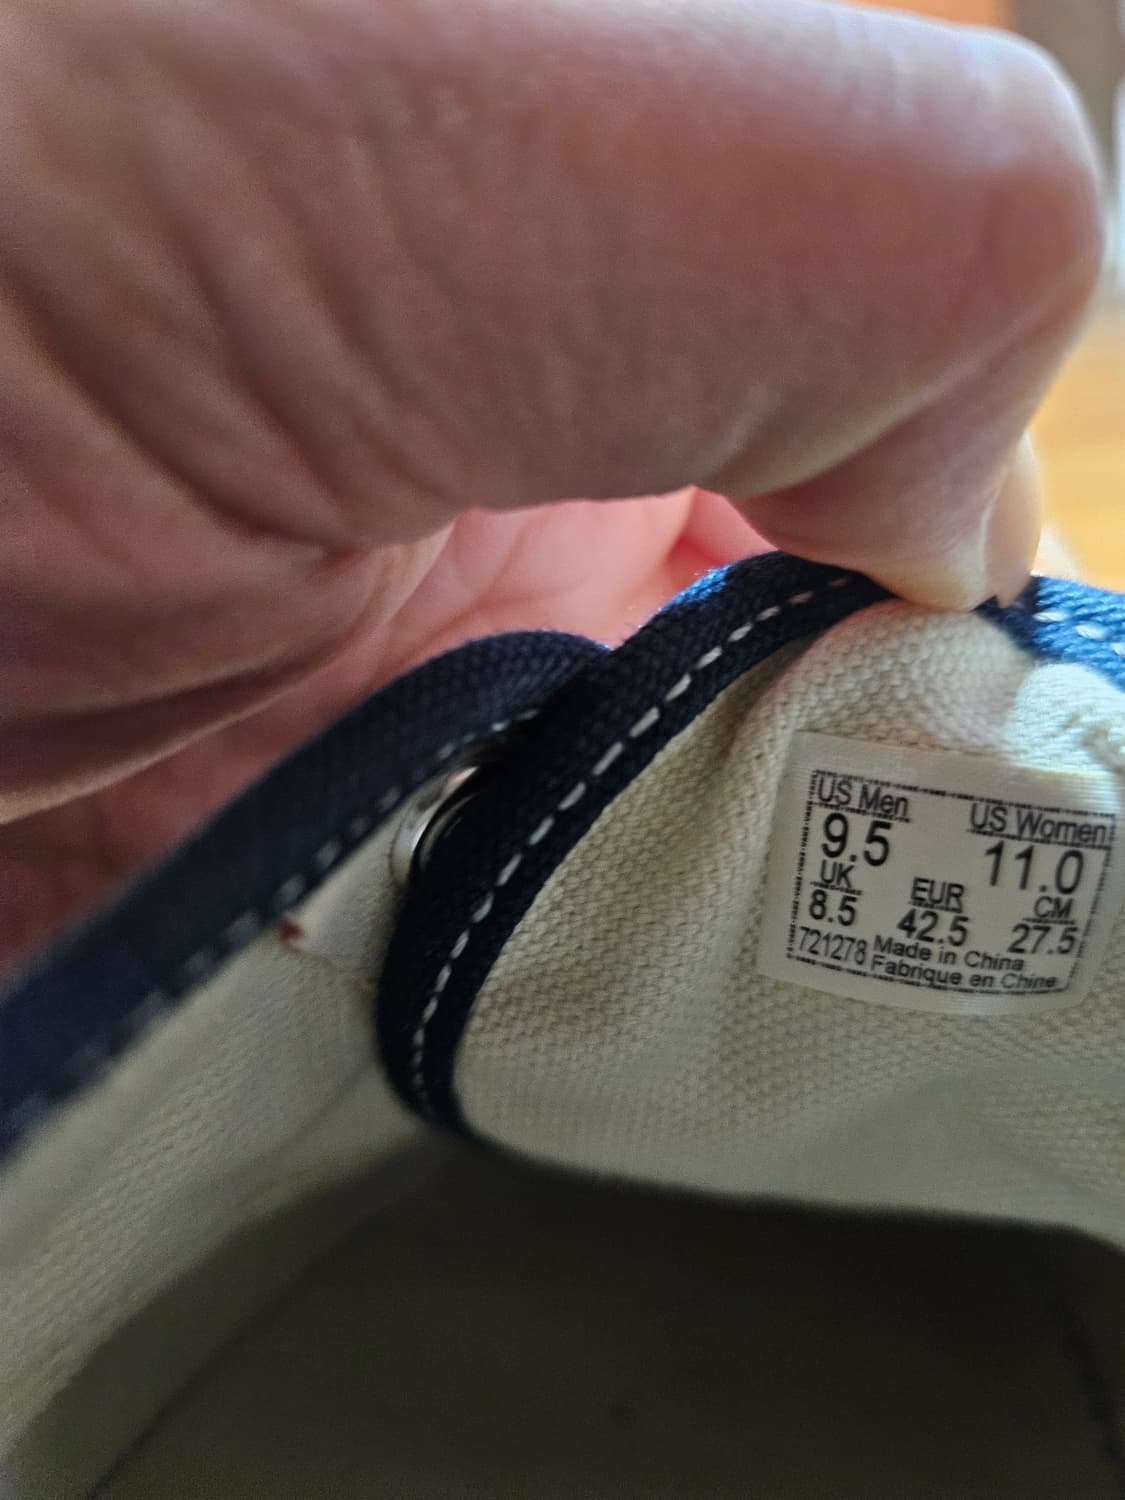 US Men US Women
9.5 11.0
UK EUR CM
8.5 42.5 27.5
721278 Made in China
Fabrique en Chine